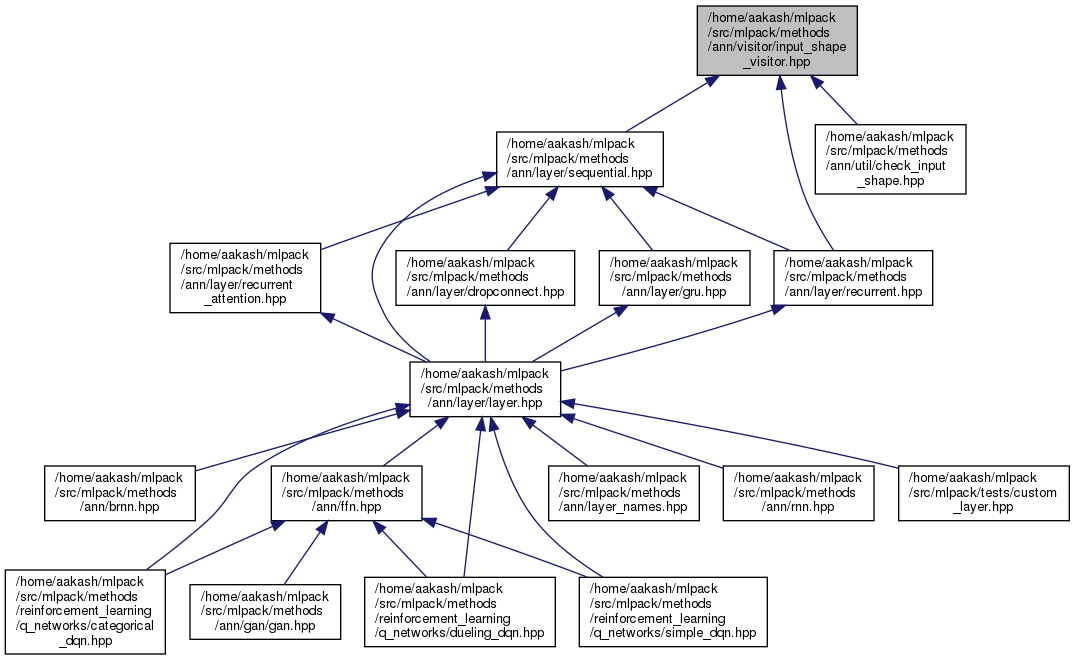 /home/aakash/mlpack
/src/mlpack/methods
/ann/visitor/input_shape
_visitor.hpp
/home/aakash/mlpack
/src/mlpack/methods
/ann/layer/sequential.hpp
/home/aakash/mlpack
/src/mlpack/methods
/ann/util/check_input
_shape.hpp
/home/aakash/mlpack
/src/mlpack/methods
/ann/layer/recurrent
_attention.hpp
/home/aakash/mlpack
/src/mlpack/methods
/ann/layer/dropconnect.hpp
/home/aakash/mlpack
/src/mlpack/methods
/ann/layer/gru.hpp
/home/aakash/mlpack
/src/mlpack/methods
/ann/layer/recurrent.hpp
/home/aakash/mlpack
/src/mlpack/methods
/ann/layer/layer.hpp
/home/aakash/mlpack
/src/mlpack/methods
/ann/brnn.hpp
/home/aakash/mlpack
/src/mlpack/methods
/ann/ffn.hpp
/home/aakash/mlpack
/src/mlpack/methods
/ann/layer_names.hpp
/home/aakash/mlpack
/src/mlpack/methods
/ann/rnn.hpp
/home/aakash/mlpack
/src/mlpack/tests/custom
_layer.hpp
/home/aakash/mlpack
/src/mlpack/methods
/reinforcement_learning
/q_networks/categorical
_dqn.hpp
/home/aakash/mlpack
/src/mlpack/methods
/ann/gan/gan.hpp
/home/aakash/mlpack
/src/mlpack/methods
/reinforcement_learning
/q_networks/dueling_dqn.hpp
/home/aakash/mlpack
/src/mlpack/methods
/reinforcement_learning
/q_networks/simple_dqn.hpp